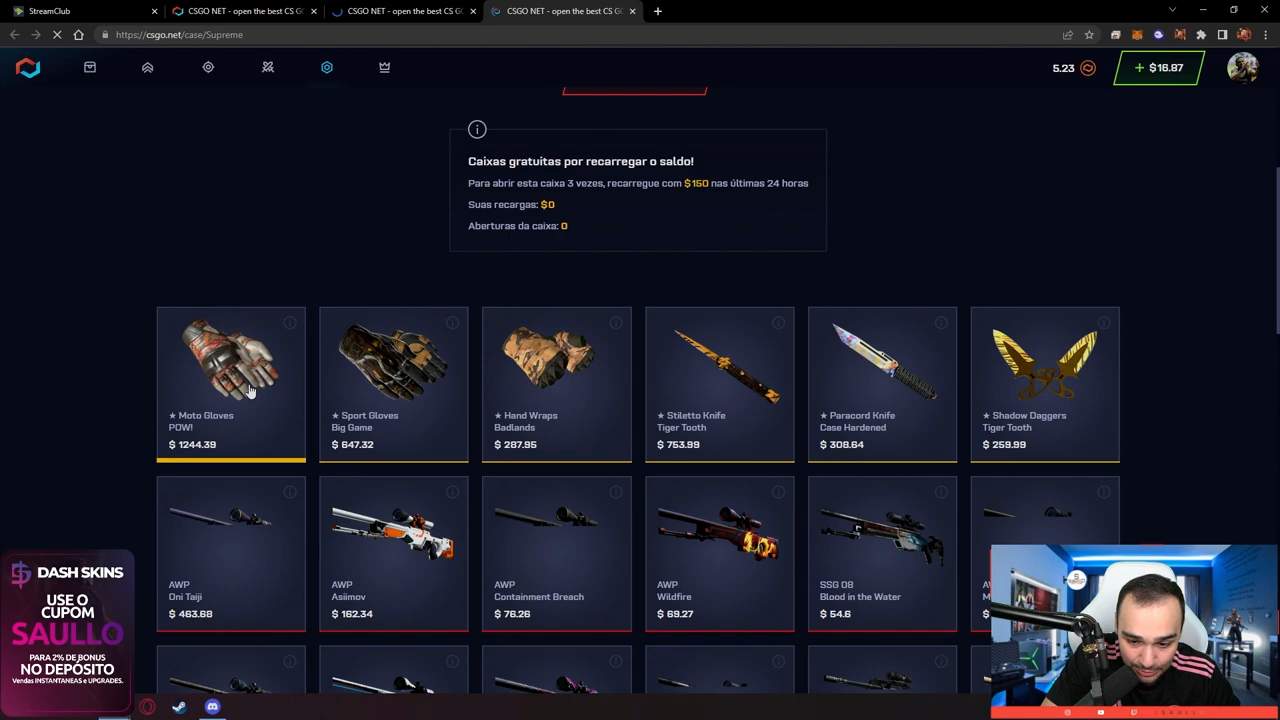 StreamClub
CSGO NET - open the best CS GO
CSGO NET - open the best CS GO
CSGO NET - open the best CS GO
https://csgo.net/case/Supreme
5.23
+ $16.87
Caixas gratuitas por recarregar o saldo!
Para abrir esta caixa 3 vezes, recarregue com $150 nas últimas 24 horas
Suas recargas: $0
Aberturas da caixa: 0
★ Moto Gloves
POW!
$ 1244.39
★ Sport Gloves
Big Game
$ 647.32
★ Hand Wraps
Badlands
$ 287.95
★ Stiletto Knife
Tiger Tooth
$ 753.99
★ Paracord Knife
Case Hardened
$ 308.64
★ Shadow Daggers
Tiger Tooth
$ 259.99
AWP
Oni Taiji
$ 463.68
AWP
Asiimov
$ 162.34
AWP
Containment Breach
$ 76.26
AWP
Wildfire
$ 69.27
SSG 08
Blood in the Water
$ 54.6
DASH SKINS
USE O
CUPOM
SAULLO
PARA 2% DE BONUS
NO DEPÓSITO
Vendas INSTANTANEAS e UPGRADES.